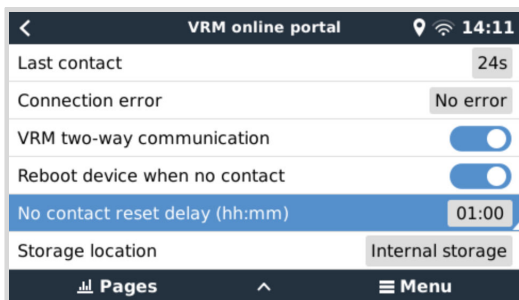 VRM online portal 14:11
Last contact 24s
Connection error No error
VRM two-way communication
Reboot device when no contact
No contact reset delay (hh:mm) 01:00
Storage location Internal storage
Pages Menu